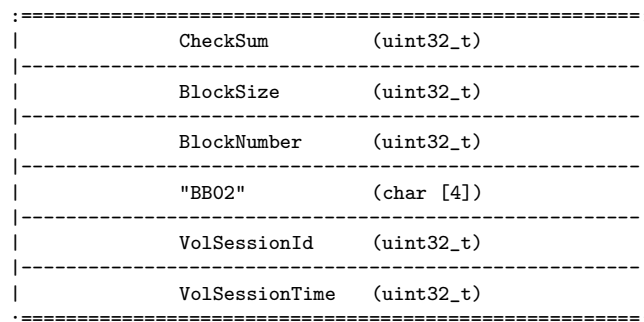 :=======================================================
| CheckSum (uint32_t)
|-------------------------------------------------------
| BlockSize (uint32_t)
|-------------------------------------------------------
| BlockNumber (uint32_t)
|-------------------------------------------------------
| "BB02" (char [4])
|-------------------------------------------------------
| VolSessionId (uint32_t)
|-------------------------------------------------------
| VolSessionTime (uint32_t)
:=======================================================